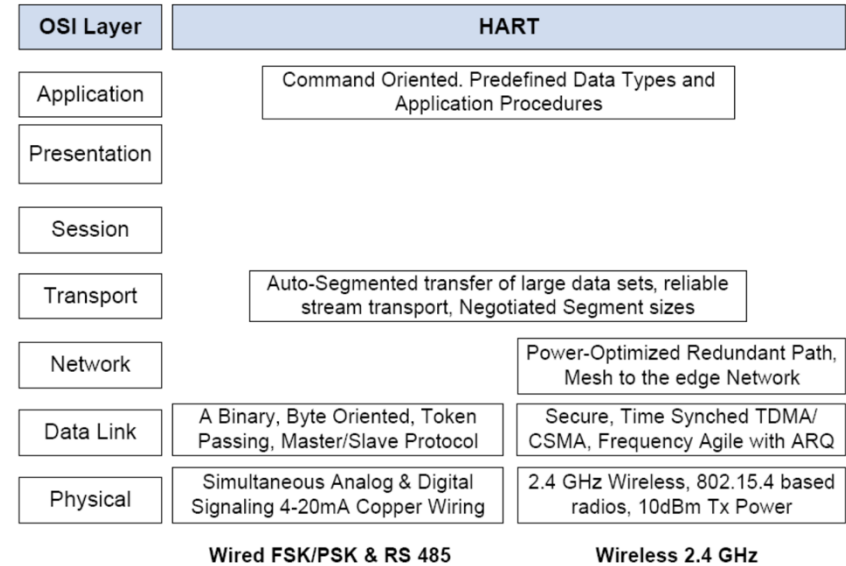 OSI Layer
HART
Application
Command Oriented. Predefined Data Types and
Application Procedures
Presentation
Session
Transport
Auto-Segmented transfer of large data sets, reliable
stream transport, Negotiated Segment sizes
Network
Power-Optimized Redundant Path,
Mesh to the edge Network
Data Link
A Binary, Byte Oriented, Token
Passing, Master/Slave Protocol
Secure, Time Synched TDMA/
CSMA, Frequency Agile with ARQ
Physical
Simultaneous Analog & Digital
Signaling 4-20mA Copper Wiring
2.4 GHz Wireless, 802.15.4 based
radios, 10dBm Tx Power
Wired FSK/PSK & RS 485
Wireless 2.4 GHz